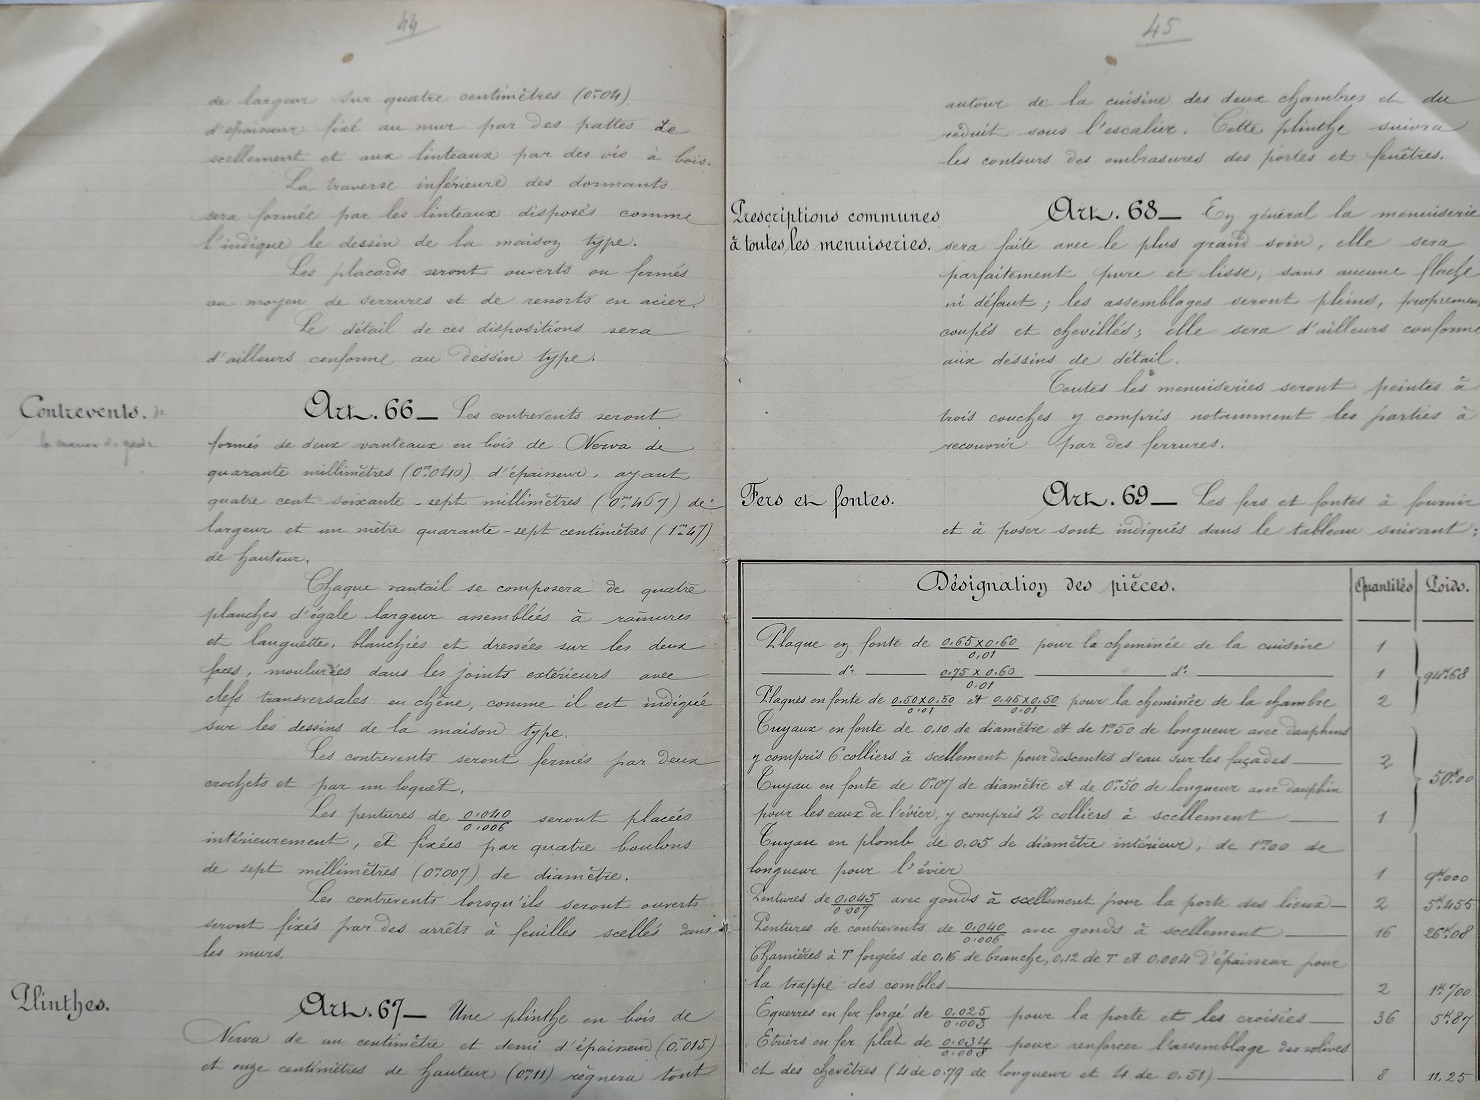 44
de largeur sur quatre centimètres (0m04)
d'épaisseur fixé au mur par des pattes de
scellement et aux linteaux par des vis à bois.
La traverse inférieure des dormants
sera formée par les linteaux disposés comme
l'indique le dessin de la maison type.
Les placards seront ouverts ou fermés
au moyen de serrures et de ressorts en acier.
Le détail de ces dispositions sera
d'ailleurs conforme au dessin type.
Contrevents. de
la maison de garde
Art. 66 — Les contrevents seront
formés de deux vanteaux en bois de Nerva de
quarante millimètres (0m040) d'épaisseur, ayant
quatre cent soixante-sept millimètres (0m467) de
largeur et un mètre quarante-sept centimètres (1m47)
de hauteur.
Chaque vantail se composera de quatre
planches d'égale largeur assemblées à rainures
et languettes, blanchies et dressées sur les deux
faces, moulurées dans les joints extérieurs avec
clefs transversales en chêne, comme il est indiqué
sur les dessins de la maison type.
Les contrevents seront fermés par deux
crochets et par un loquet.
Les pentures de 0.040/0.006 seront placées
intérieurement, et fixées par quatre boulons
de sept millimètres (0m007) de diamètre.
Les contrevents lorsqu'ils seront ouverts
seront fixés par des arrêts à feuilles scellés dans
les murs.
Plinthes.
Art. 67 — Une plinthe en bois de
Nerva de un centimètre et demi d'épaisseur (0m015)
et onze centimètres de hauteur (0m11) règnera tout
45
autour de la cuisine des deux chambres et du
réduit sous l'escalier. Cette plinthe suivra
les contours des embrasures des portes et fenêtres.
Prescriptions communes
à toutes les menuiseries.
Art. 68 — En général la menuiserie
sera faite avec le plus grand soin, elle sera
parfaitement pure et lisse, sans aucune flache
ni défaut ; les assemblages seront pleins, proprement
coupés et chevillés ; elle sera d'ailleurs conforme
aux dessins de détail.
Toutes les menuiseries seront peintes à
trois couches y compris notamment les parties à
recouvrir par des ferrures.
Fers et fontes.
Art. 69 — Les fers et fontes à fournir
et à poser sont indiqués dans le tableau suivant :
Désignation des pièces. Quantités Poids.
Plaque en fonte de 0.65x0.60/0.01 pour la cheminée de la cuisine 1
d° 0.75 x 0.60/0.01 d° 1 94k68
Plaques en fonte de 0.50x0.50/0.01 et 0.45x0.50/0.01 pour la cheminée de la chambre 2
Tuyaux en fonte de 0.10 de diamètre et de 1m50 de longueur avec dauphins
y compris 6 colliers à scellement pour descentes d'eau sur les façades — 2
Tuyau en fonte de 0m07 de diamètre et de 0m50 de longueur avec dauphin 50k00
pour les eaux de l'évier, y compris 2 colliers à scellement — 1
Tuyau en plomb de 0.05 de diamètre intérieur, de 1m00 de
longueur pour l'évier 1 9k000
Pentures de 0.045/0.007 avec gonds à scellement pour la porte des lieux — 2 5k455
Pentures de contrevents de 0.040/0.006 avec gonds à scellement — 16 26k08
Charnières à T forgées de 0.16 de branche, 0.12 de T et 0.004 d'épaisseur pour
la trappe des combles — 2 1k700
Equerres en fer forgé de 0.025/0.003 pour la porte et les croisées — 36 5k87
Etriers en fer plat de 0.034/0.008 pour renforcer l'assemblage des solives
et des chevêtres (4 de 0.79 de longueur et 4 de 0.51) — 8 11.25